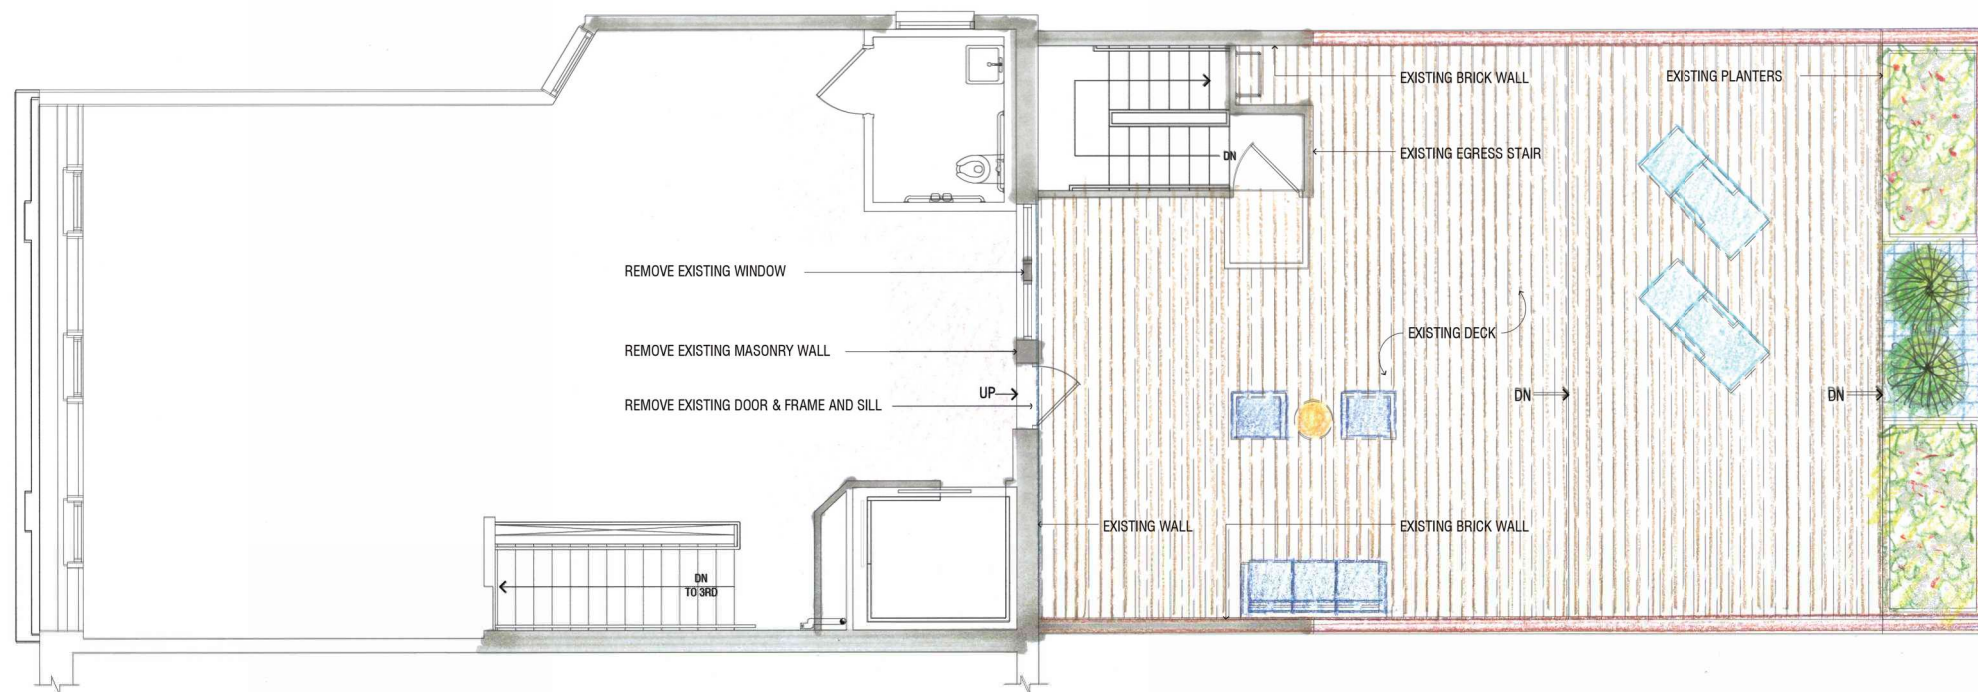 EXISTING BRICK WALL
EXISTING PLANTERS
EXISTING EGRESS STAIR
DN
REMOVE EXISTING WINDOW
EXISTING DECK
REMOVE EXISTING MASONRY WALL
UP
DN
DN
REMOVE EXISTING DOOR & FRAME AND SILL
EXISTING WALL
EXISTING BRICK WALL
DN
TO 3RD